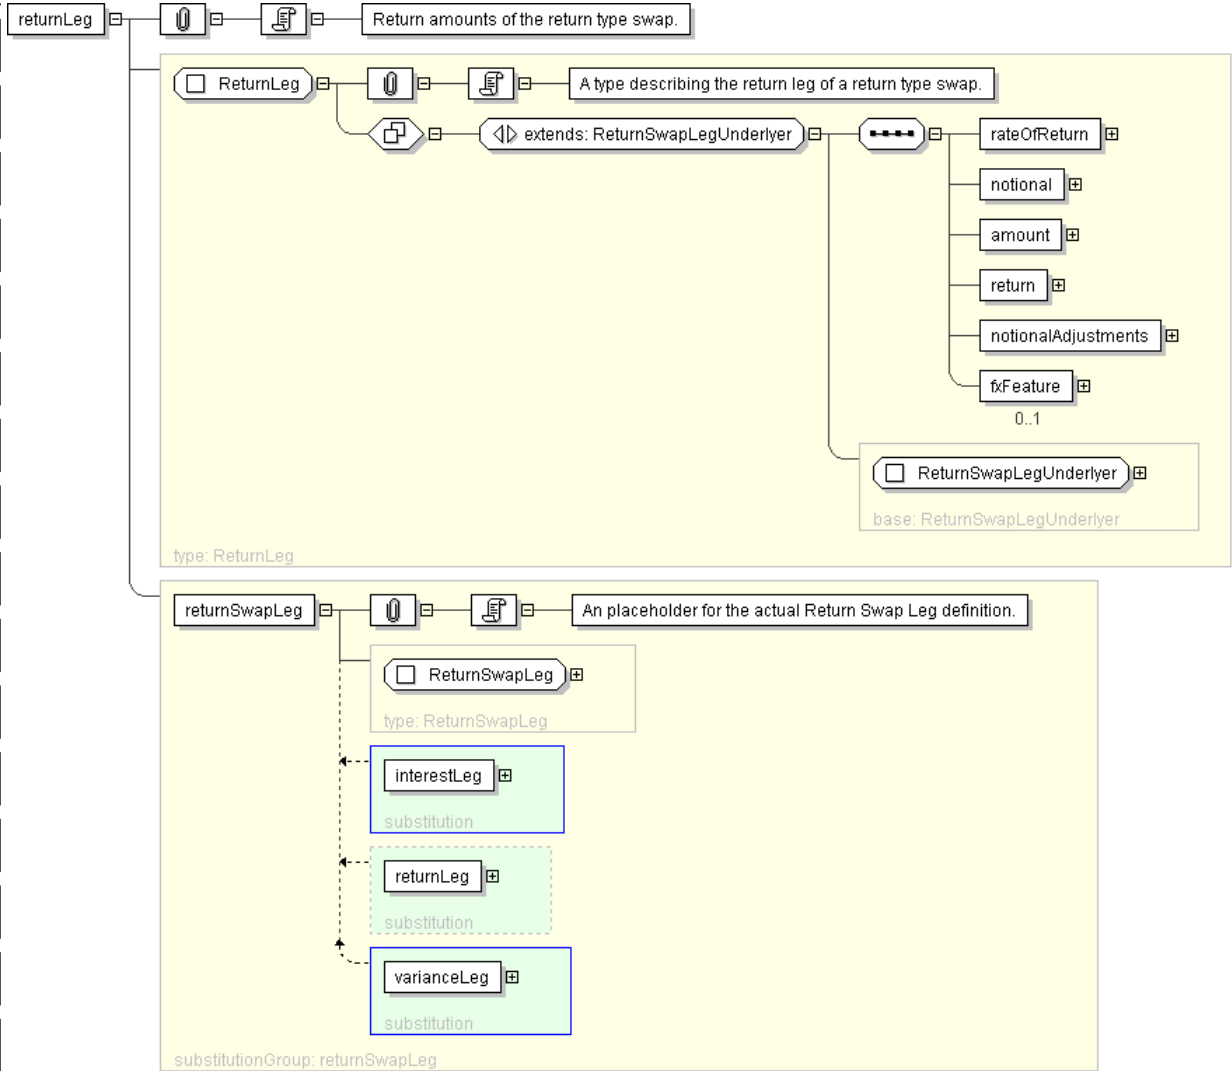 returnLeg
Return amounts of the return type swap.
ReturnLeg
A type describing the return leg of a return type swap.
extends: ReturnSwapLegUnderlyer
rateOfReturn
notional
amount
return
notionalAdjustments
fxFeature
0..1
ReturnSwapLegUnderlyer
base: ReturnSwapLegUnderlyer
type: ReturnLeg
returnSwapLeg
An placeholder for the actual Return Swap Leg definition.
ReturnSwapLeg
type: ReturnSwapLeg
interestLeg
substitution
returnLeg
substitution
varianceLeg
substitution
substitutionGroup: returnSwapLeg